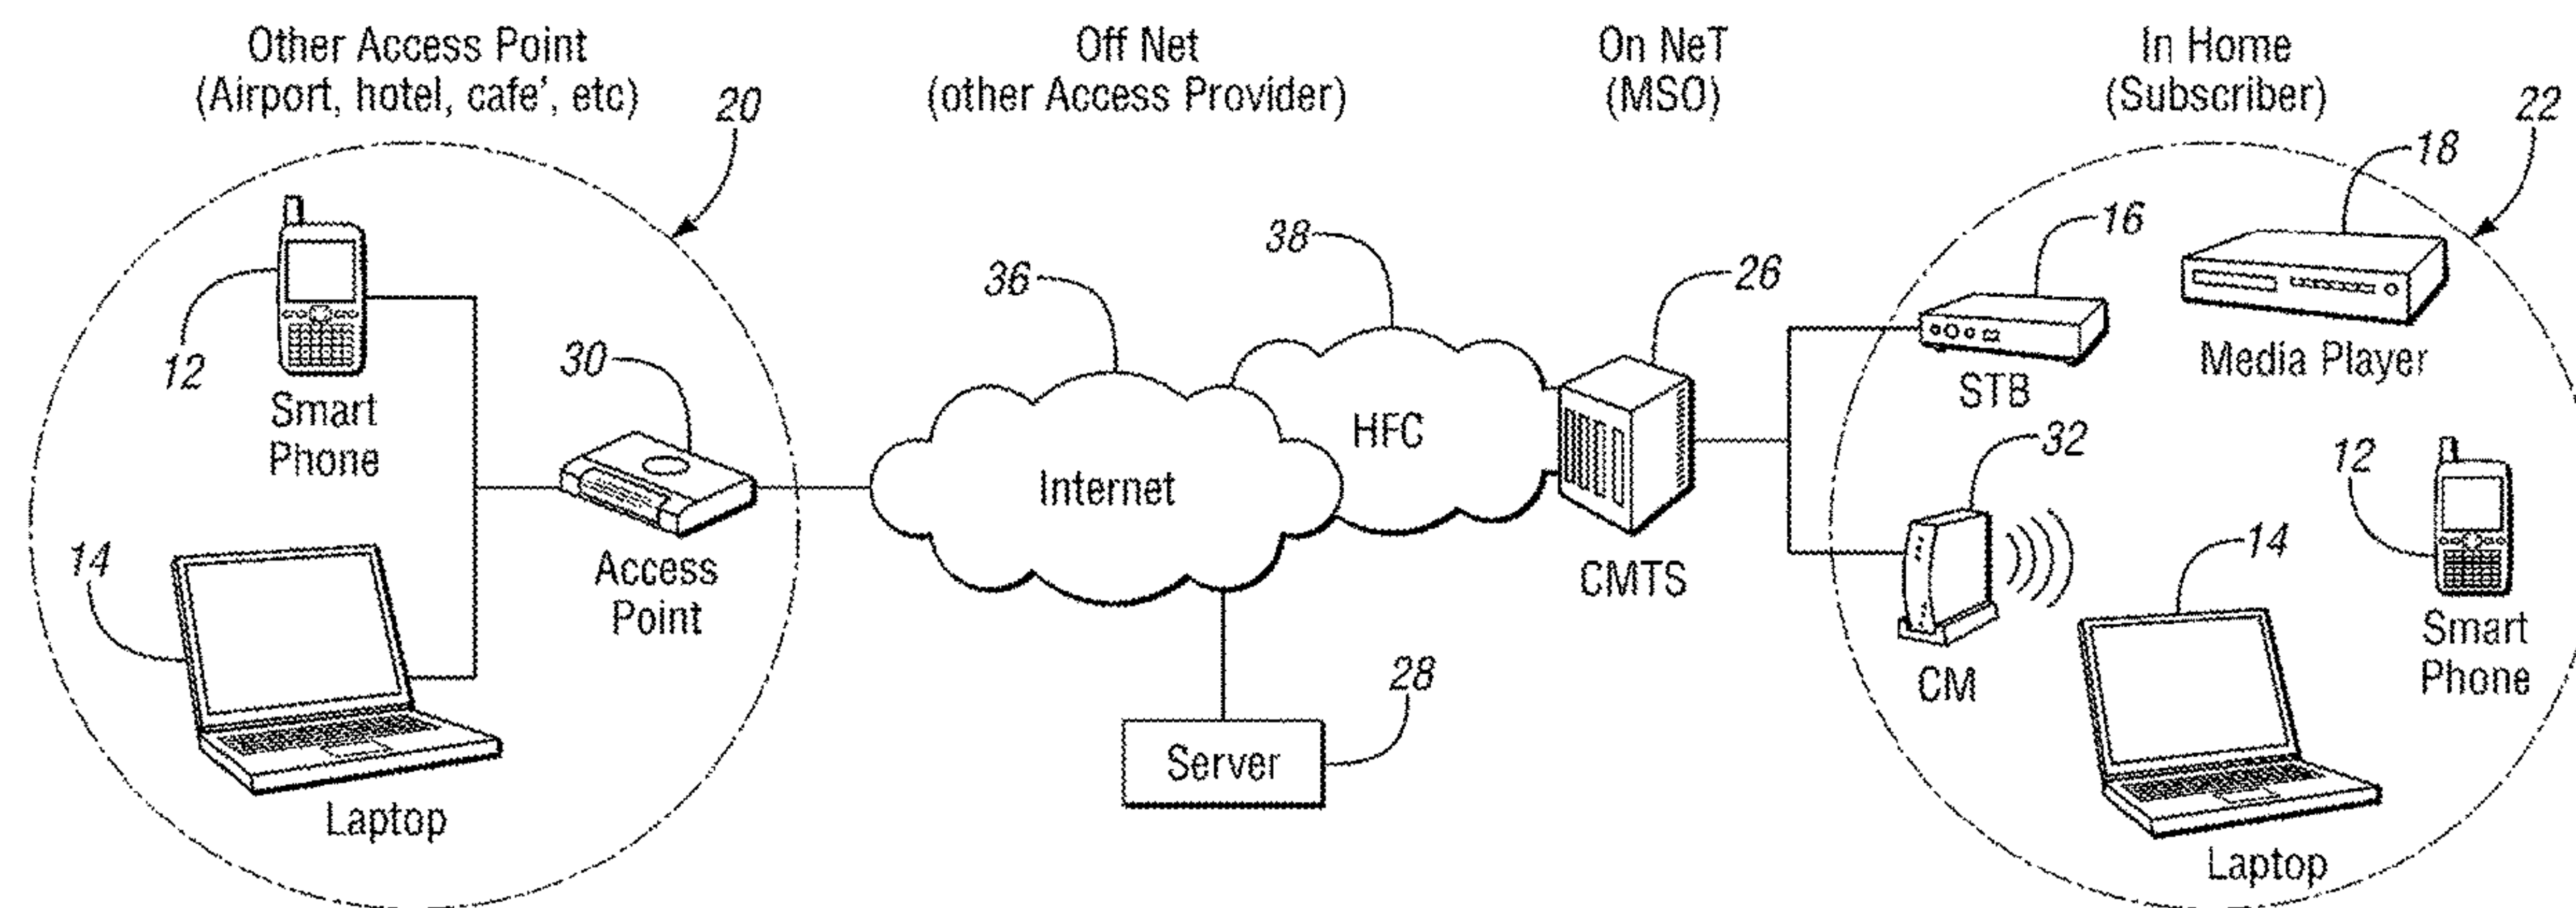 Other Access Point
(Airport, hotel, cafe', etc)
20
12
Smart
Phone
14
Laptop
30
Access
Point
Off Net
(other Access Provider)
36
Internet
38
HFC
Server
28
On NeT
(MSO)
26
CMTS
In Home
(Subscriber)
22
18
Media Player
16
STB
32
CM
12
Smart
Phone
14
Laptop